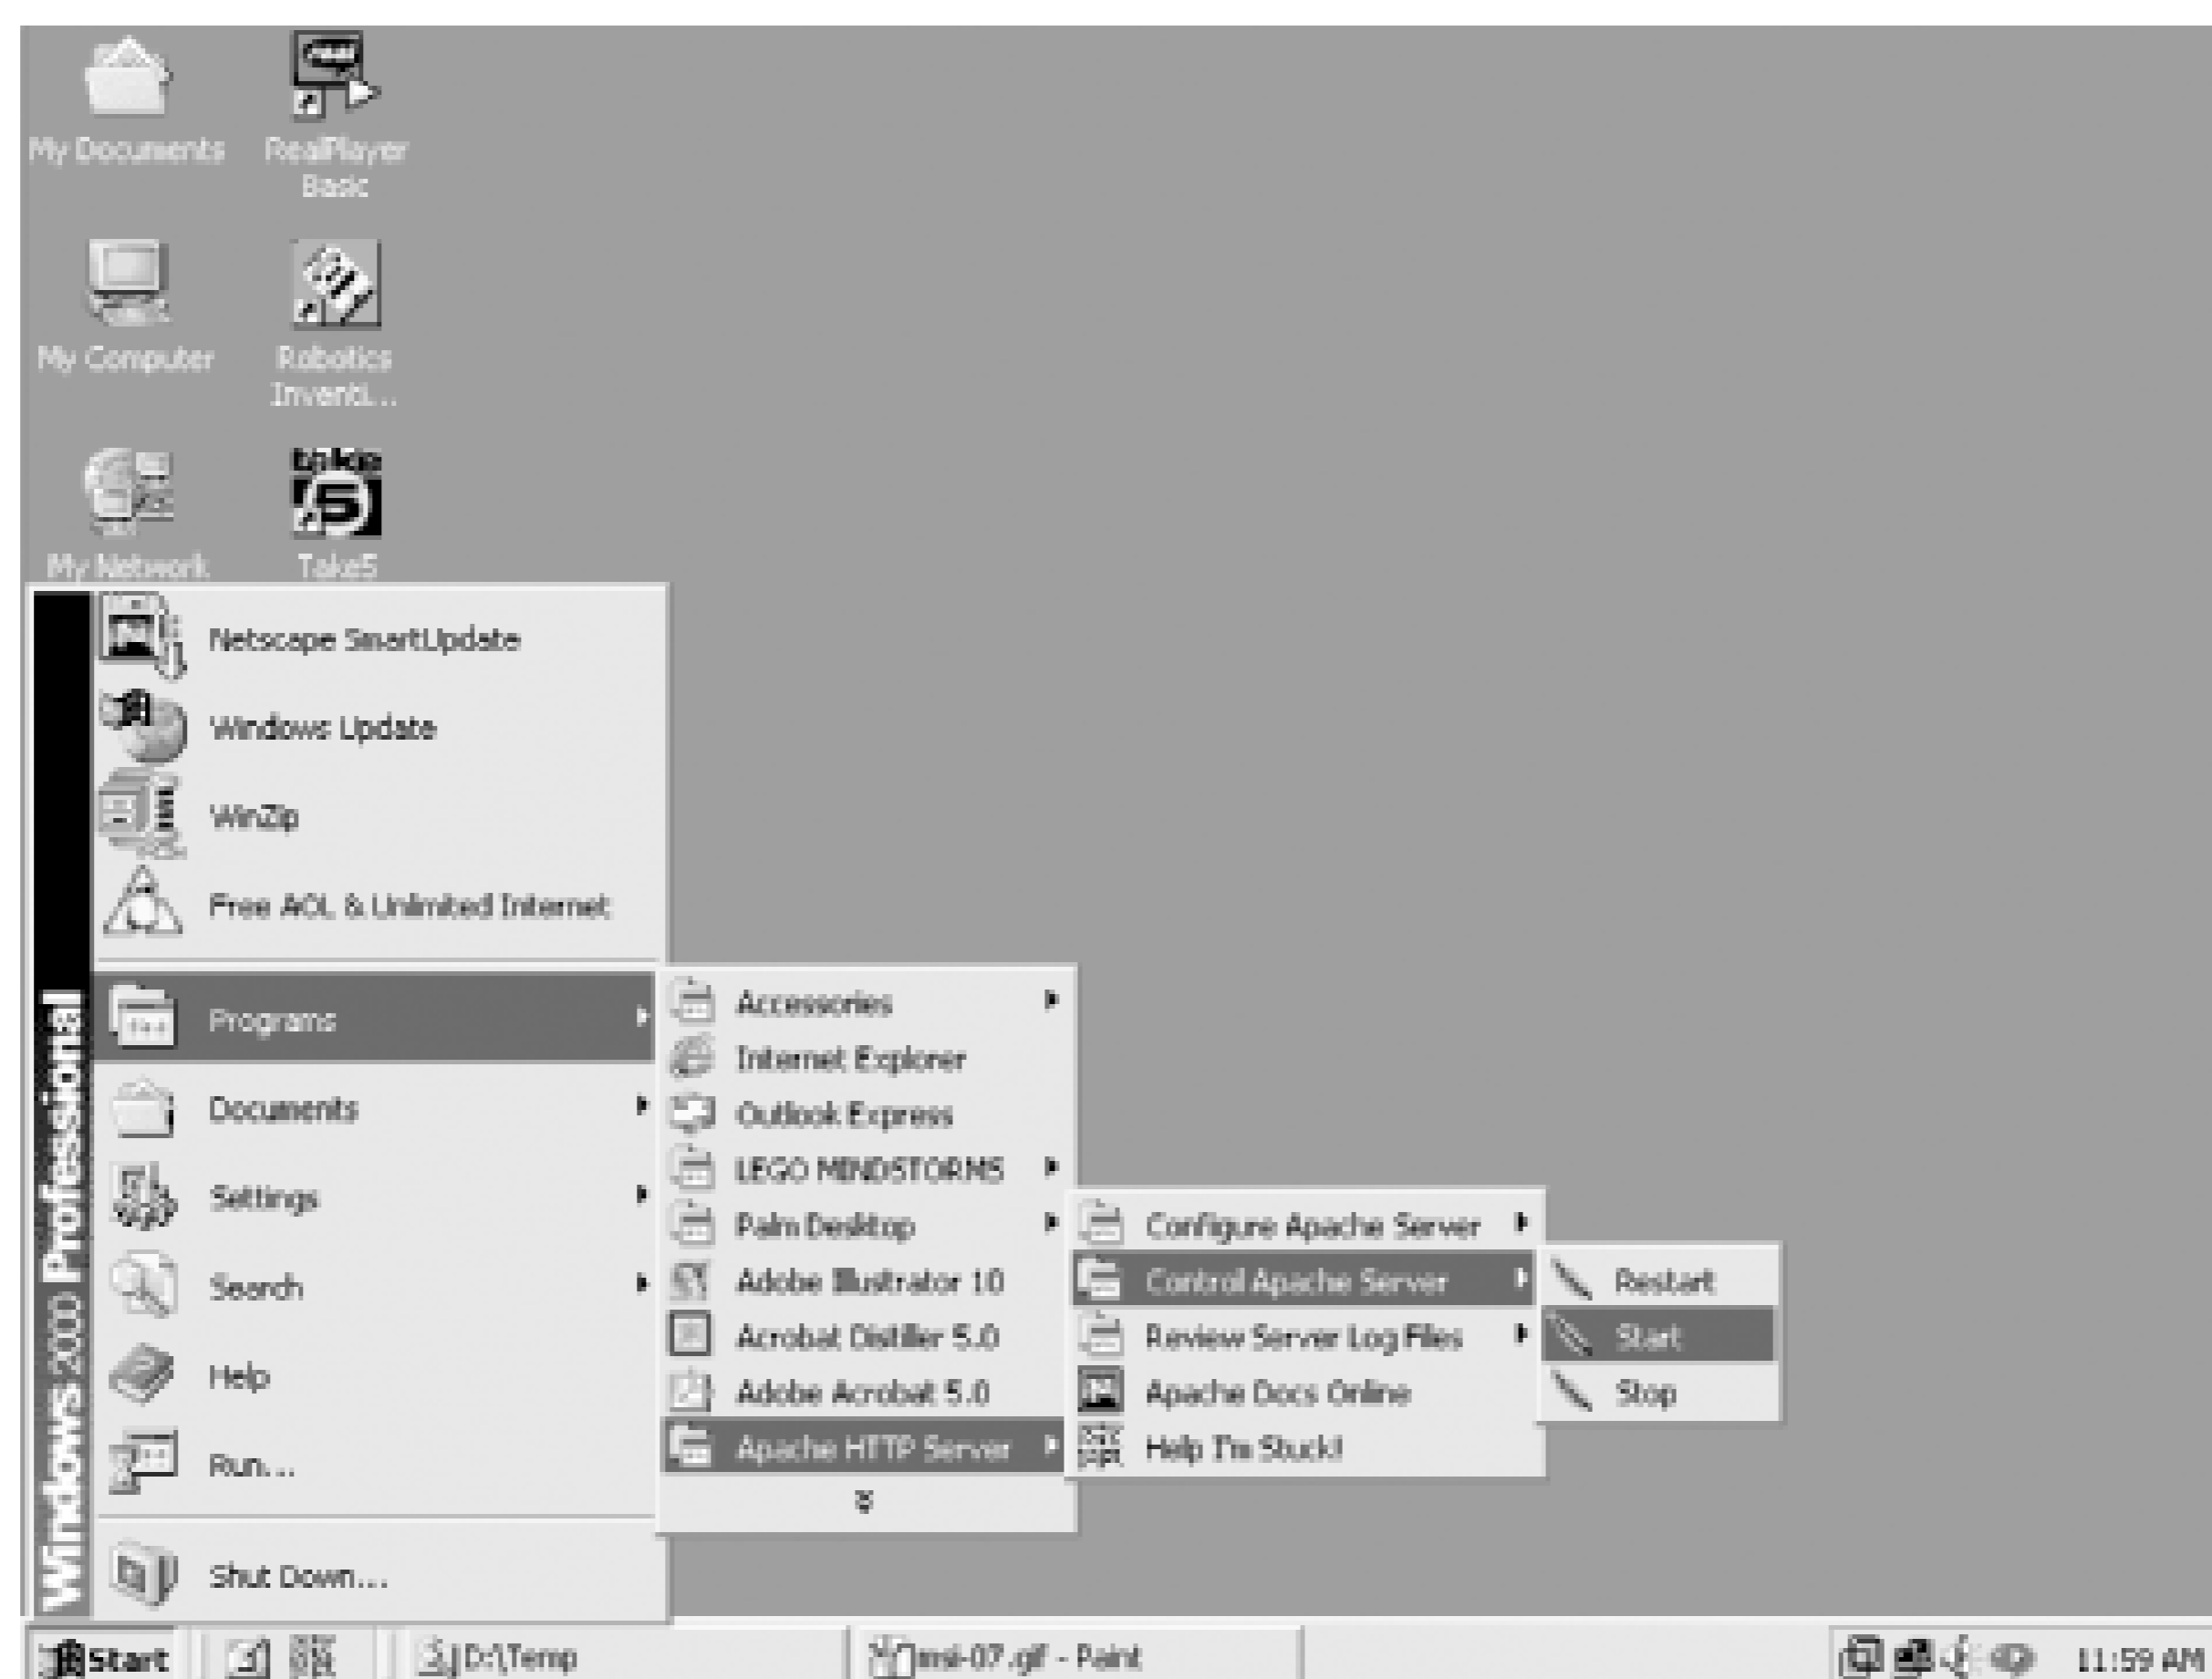 My Documents
RealPlayer
Basic
My Computer
Robotics
Inventi...
My Network
take
5
Take5
Netscape SmartUpdate
Windows Update
WinZip
Free AOL & Unlimited Internet
Programs
Documents
Settings
Search
Help
Run...
Shut Down...
Windows 2000 Professional
Accessories
Internet Explorer
Outlook Express
LEGO MINDSTORMS
Palm Desktop
Adobe Illustrator 10
Acrobat Distiller 5.0
Adobe Acrobat 5.0
Apache HTTP Server
Configure Apache Server
Control Apache Server
Review Server Log Files
Apache Docs Online
Help I'm Stuck!
Restart
Start
Stop
Start
D:\Temp
msi-07.gif - Paint
11:59 AM